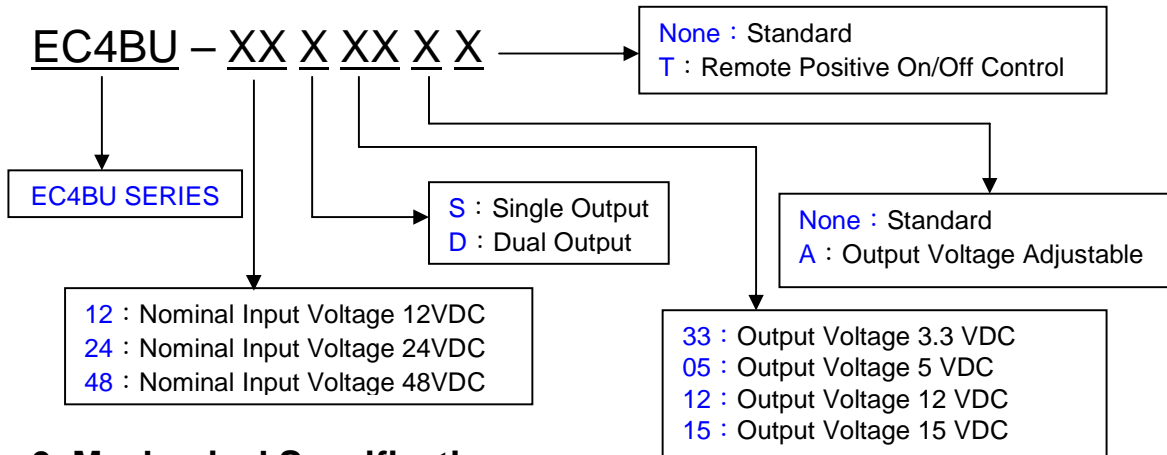 EC4BU – XX X XX X X
None：Standard
T：Remote Positive On/Off Control
EC4BU SERIES
S：Single Output
D：Dual Output
None：Standard
A：Output Voltage Adjustable
12：Nominal Input Voltage 12VDC
24：Nominal Input Voltage 24VDC
48：Nominal Input Voltage 48VDC
33：Output Voltage 3.3 VDC
05：Output Voltage 5 VDC
12：Output Voltage 12 VDC
15：Output Voltage 15 VDC